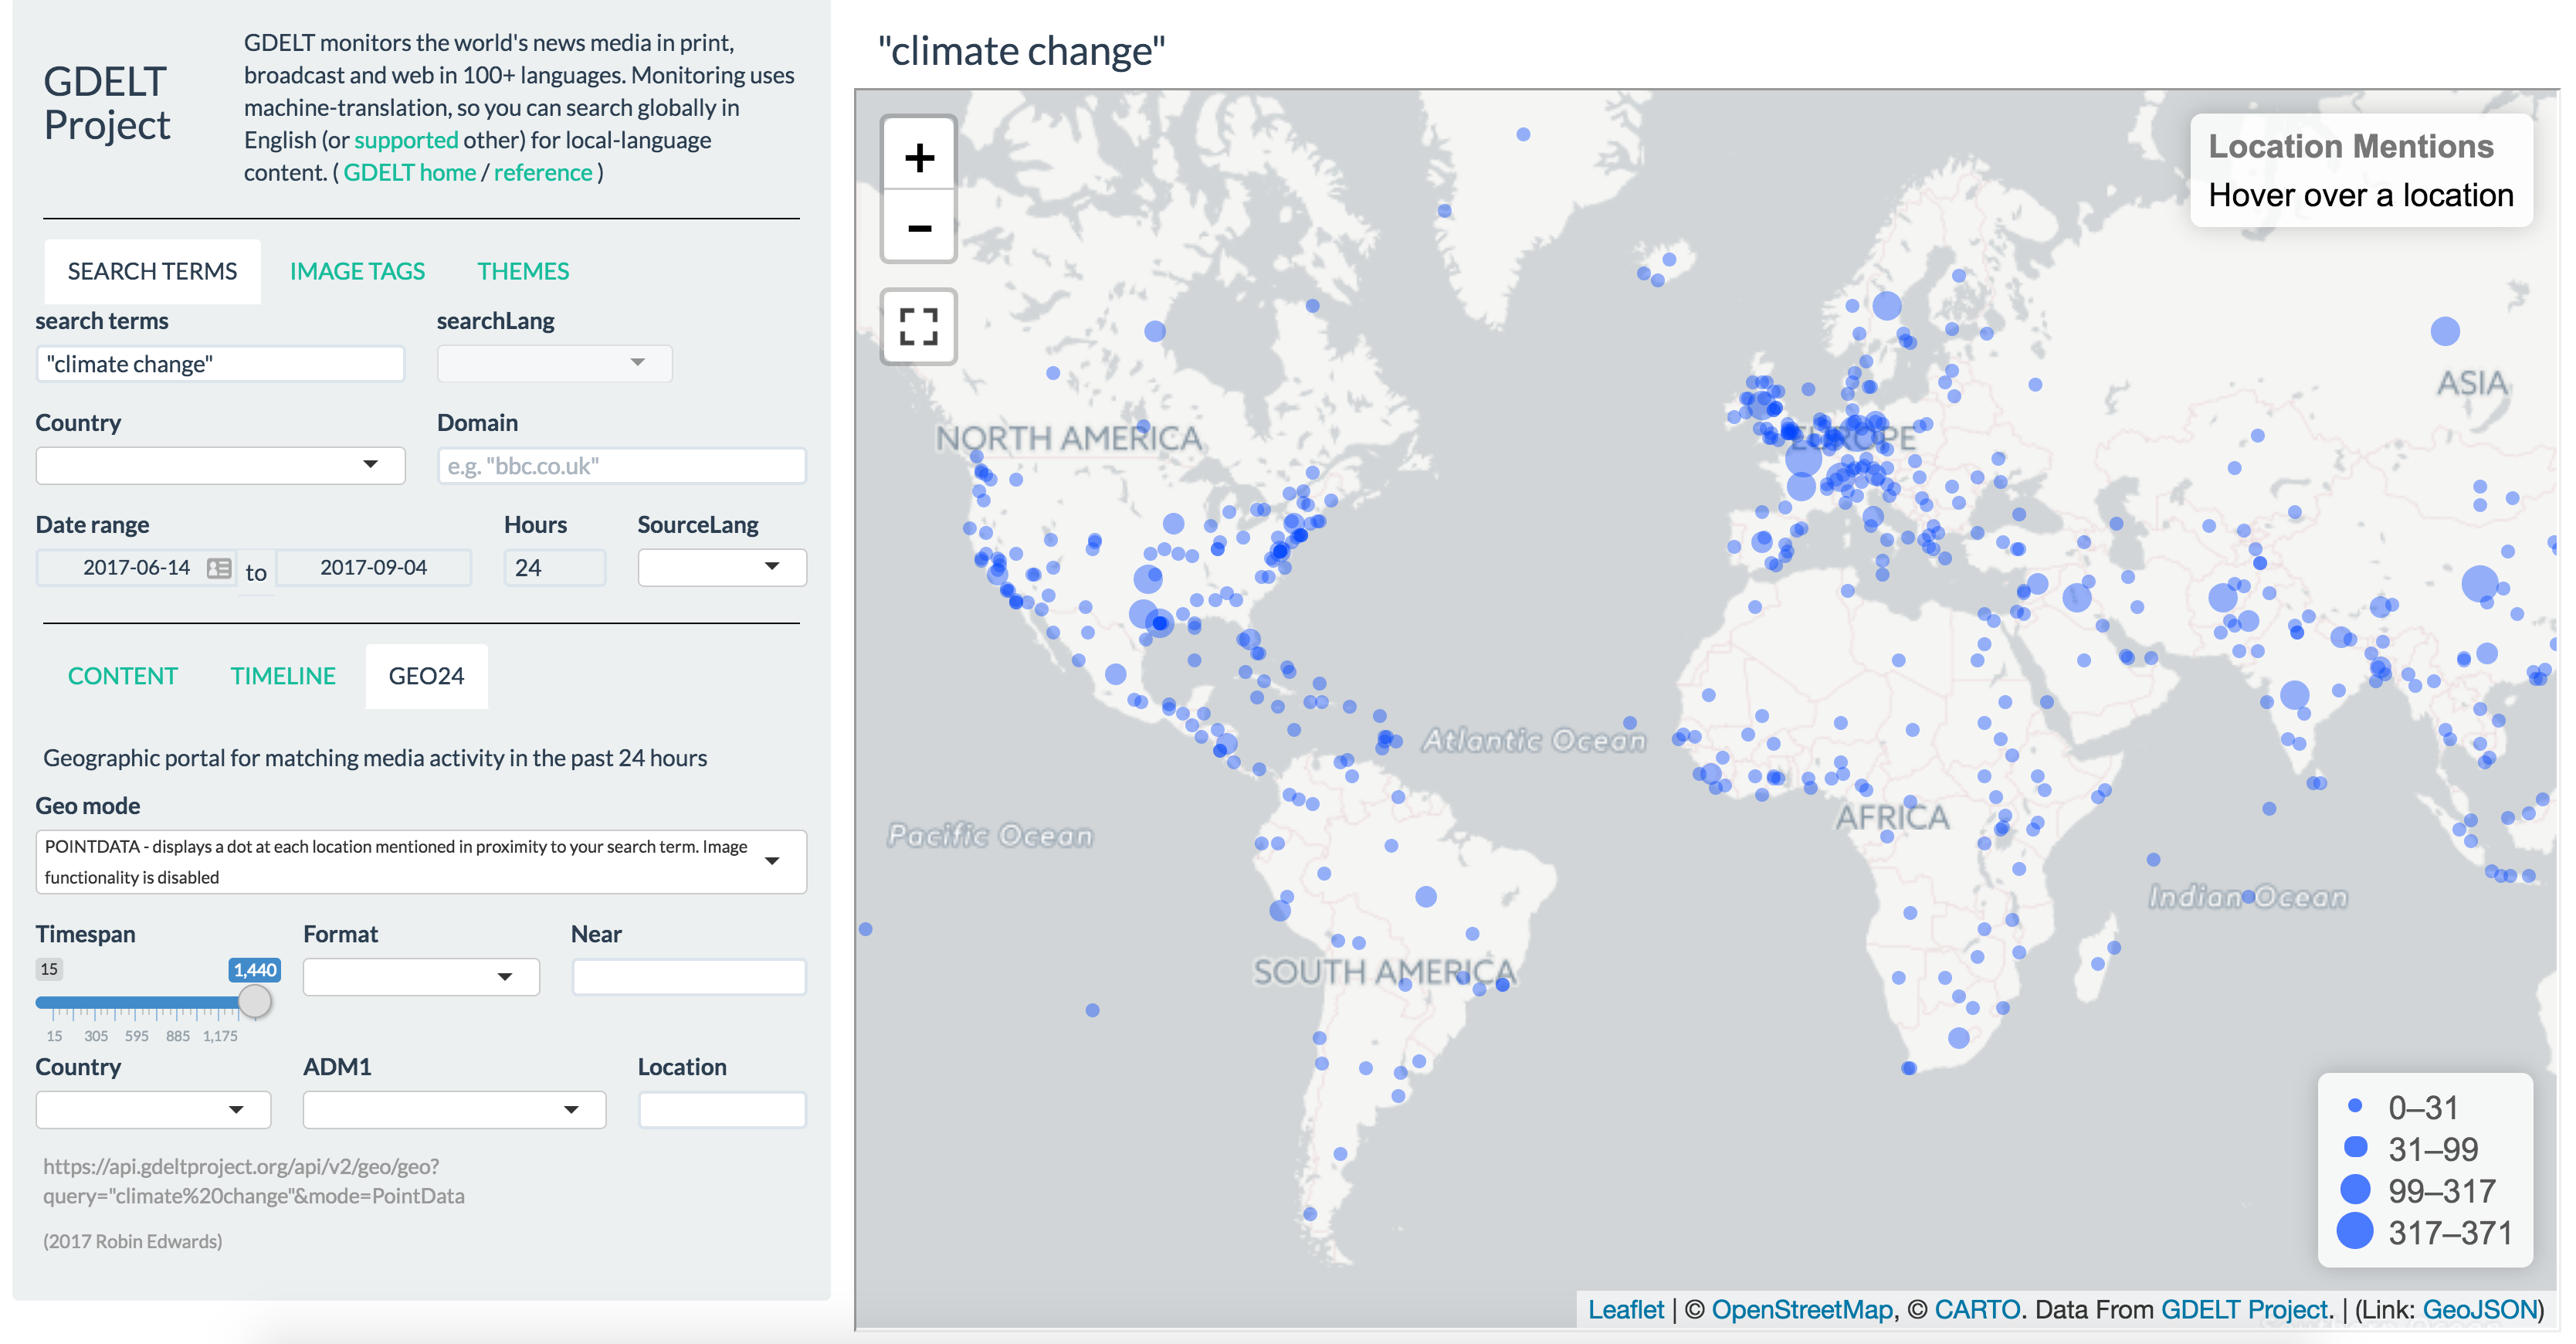 GDELT
Project
GDELT monitors the world's news media in print,
broadcast and web in 100+ languages. Monitoring uses
machine-translation, so you can search globally in
English (or supported other) for local-language
content. ( GDELT home / reference )
SEARCH TERMS IMAGE TAGS THEMES
search terms searchLang
"climate change"
Country Domain
e.g. "bbc.co.uk"
Date range Hours SourceLang
2017-06-14 to 2017-09-04 24
CONTENT TIMELINE GEO24
Geographic portal for matching media activity in the past 24 hours
Geo mode
POINTDATA - displays a dot at each location mentioned in proximity to your search term. Image
functionality is disabled
Timespan Format Near
15 1,440
15 305 595 885 1,175
Country ADM1 Location
https://api.gdeltproject.org/api/v2/geo/geo?
query="climate%20change"&mode=PointData
(2017 Robin Edwards)
"climate change"
+
−
Location Mentions
Hover over a location
ASIA
NORTH AMERICA
EUROPE
Atlantic Ocean
Pacific Ocean
AFRICA
Indian Ocean
SOUTH AMERICA
0–31
31–99
99–317
317–371
Leaflet | © OpenStreetMap, © CARTO. Data From GDELT Project. | (Link: GeoJSON)